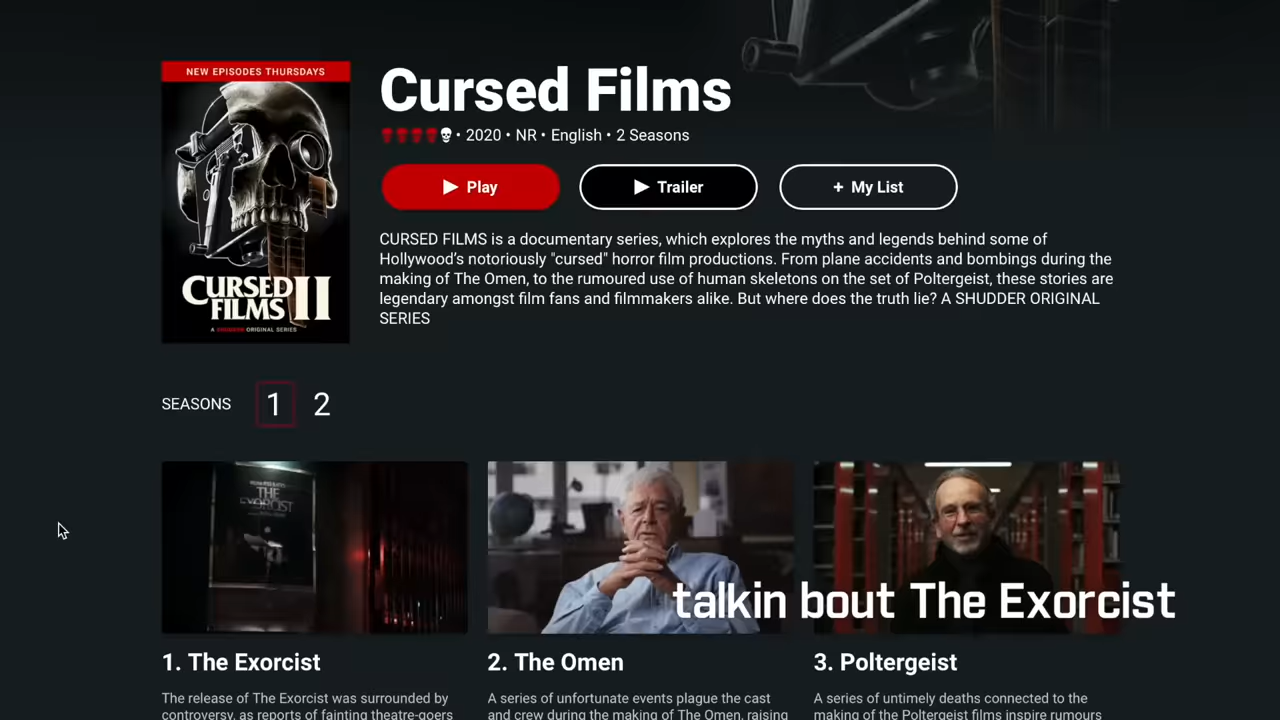 NEW EPISODES THURSDAYS
CURSED
FILMS II
A SHUDDER ORIGINAL SERIES
Cursed Films
• 2020 • NR • English • 2 Seasons
Play
Trailer
+ My List
CURSED FILMS is a documentary series, which explores the myths and legends behind some of
Hollywood's notoriously "cursed" horror film productions. From plane accidents and bombings during the
making of The Omen, to the rumoured use of human skeletons on the set of Poltergeist, these stories are
legendary amongst film fans and filmmakers alike. But where does the truth lie? A SHUDDER ORIGINAL
SERIES
SEASONS 1 2
THE
EXORCIST
talkin bout The Exorcist
1. The Exorcist
The release of The Exorcist was surrounded by
controversy, as reports of fainting theatre-goers
2. The Omen
A series of unfortunate events plague the cast
and crew during the making of The Omen, raising
3. Poltergeist
A series of untimely deaths connected to the
making of the Poltergeist films inspire rumours